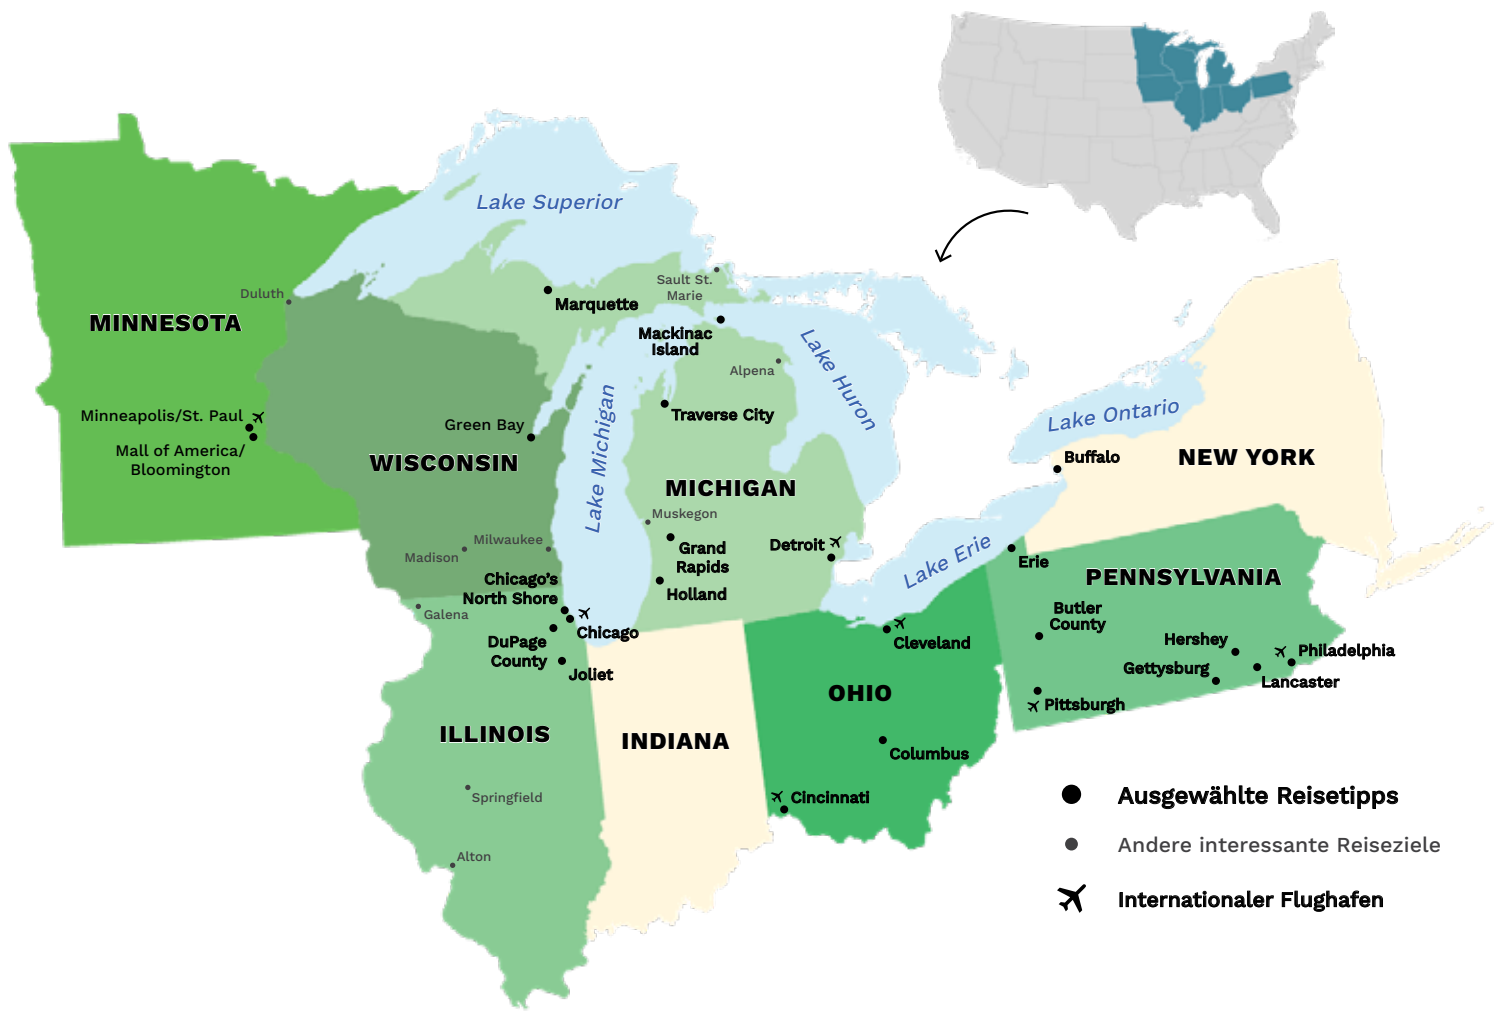 Lake Superior
Sault St.
Marie
Duluth
Marquette
MINNESOTA
Mackinac
Island
Lake Huron
Alpena
Lake Michigan
Traverse City
Lake Ontario
Minneapolis/St. Paul
Green Bay
Mall of America/
Bloomington
WISCONSIN
Buffalo
NEW YORK
MICHIGAN
Muskegon
Milwaukee
Madison
Grand
Rapids
Detroit
Lake Erie
Erie
PENNSYLVANIA
Chicago's
North Shore
Holland
Galena
Butler
County
Chicago
DuPage
County
Cleveland
Hershey
Philadelphia
Gettysburg
Lancaster
Joliet
OHIO
Pittsburgh
ILLINOIS
INDIANA
Columbus
Springfield
Cincinnati
Alton
Ausgewählte Reisetipps
Andere interessante Reiseziele
Internationaler Flughafen